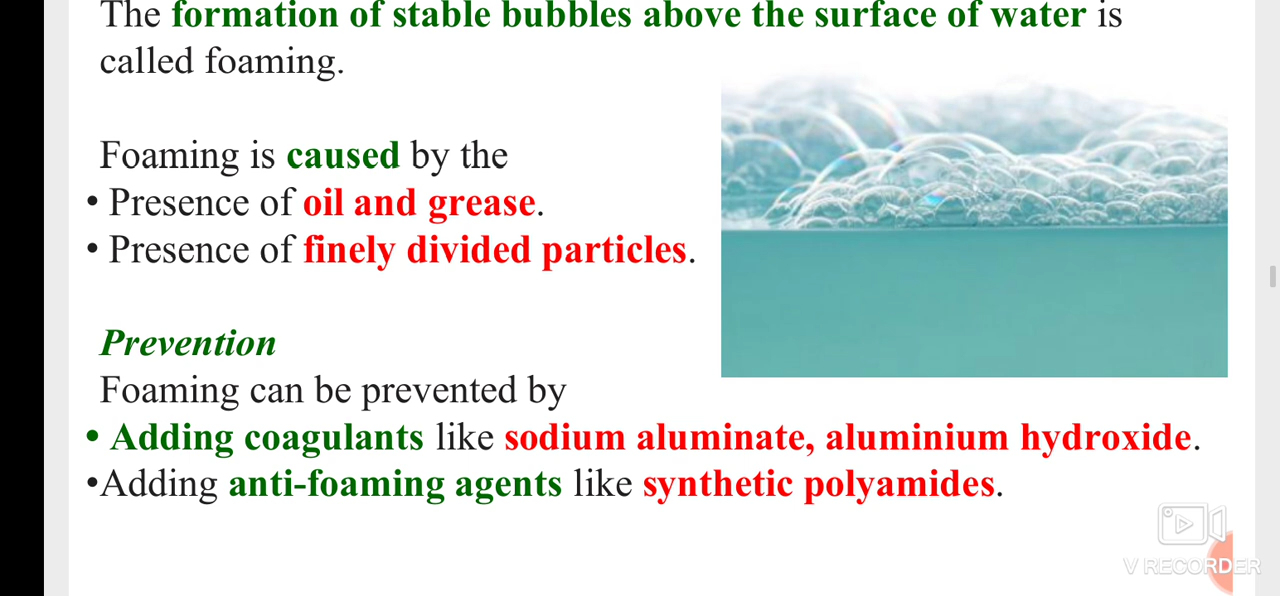 The formation of stable bubbles above the surface of water is
called foaming.
Foaming is caused by the
• Presence of oil and grease.
• Presence of finely divided particles.
Prevention
Foaming can be prevented by
• Adding coagulants like sodium aluminate, aluminium hydroxide.
•Adding anti-foaming agents like synthetic polyamides.
V RECORDER